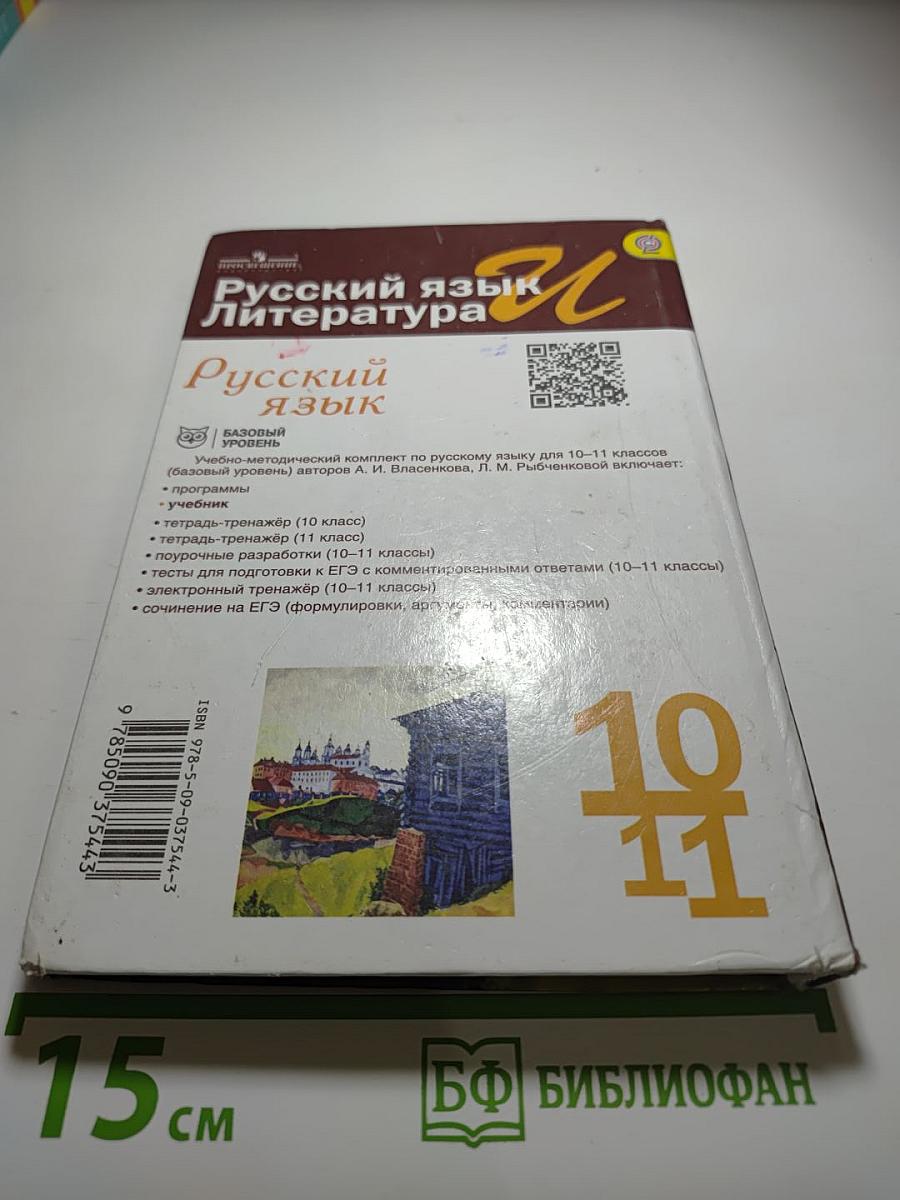 ПРОСВЕЩЕНИЕ
Русский язык И
Литература
Русский
язык
БАЗОВЫЙ
УРОВЕНЬ
Учебно-методический комплект по русскому языку для 10–11 классов
(базовый уровень) авторов А. И. Власенкова, Л. М. Рыбченковой включает:
• программы
• учебник
• тетрадь-тренажёр (10 класс)
• тетрадь-тренажёр (11 класс)
• поурочные разработки (10–11 классы)
• тесты для подготовки к ЕГЭ с комментированными ответами (10–11 классы)
• электронный тренажёр (10–11 классы)
• сочинение на ЕГЭ (формулировки, аргументы, комментарии)
ISBN 978-5-09-037544-3
9 785090 375443
10
11
15 см
БФ БИБЛИОФАН